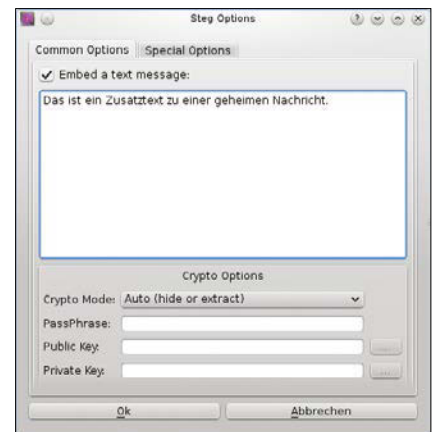 Steg Options
Common Options Special Options
Embed a text message:
Das ist ein Zusatztext zu einer geheimen Nachricht.
Crypto Options
Crypto Mode: Auto (hide or extract)
PassPhrase:
Public Key: ...
Private Key: ...
Ok Abbrechen